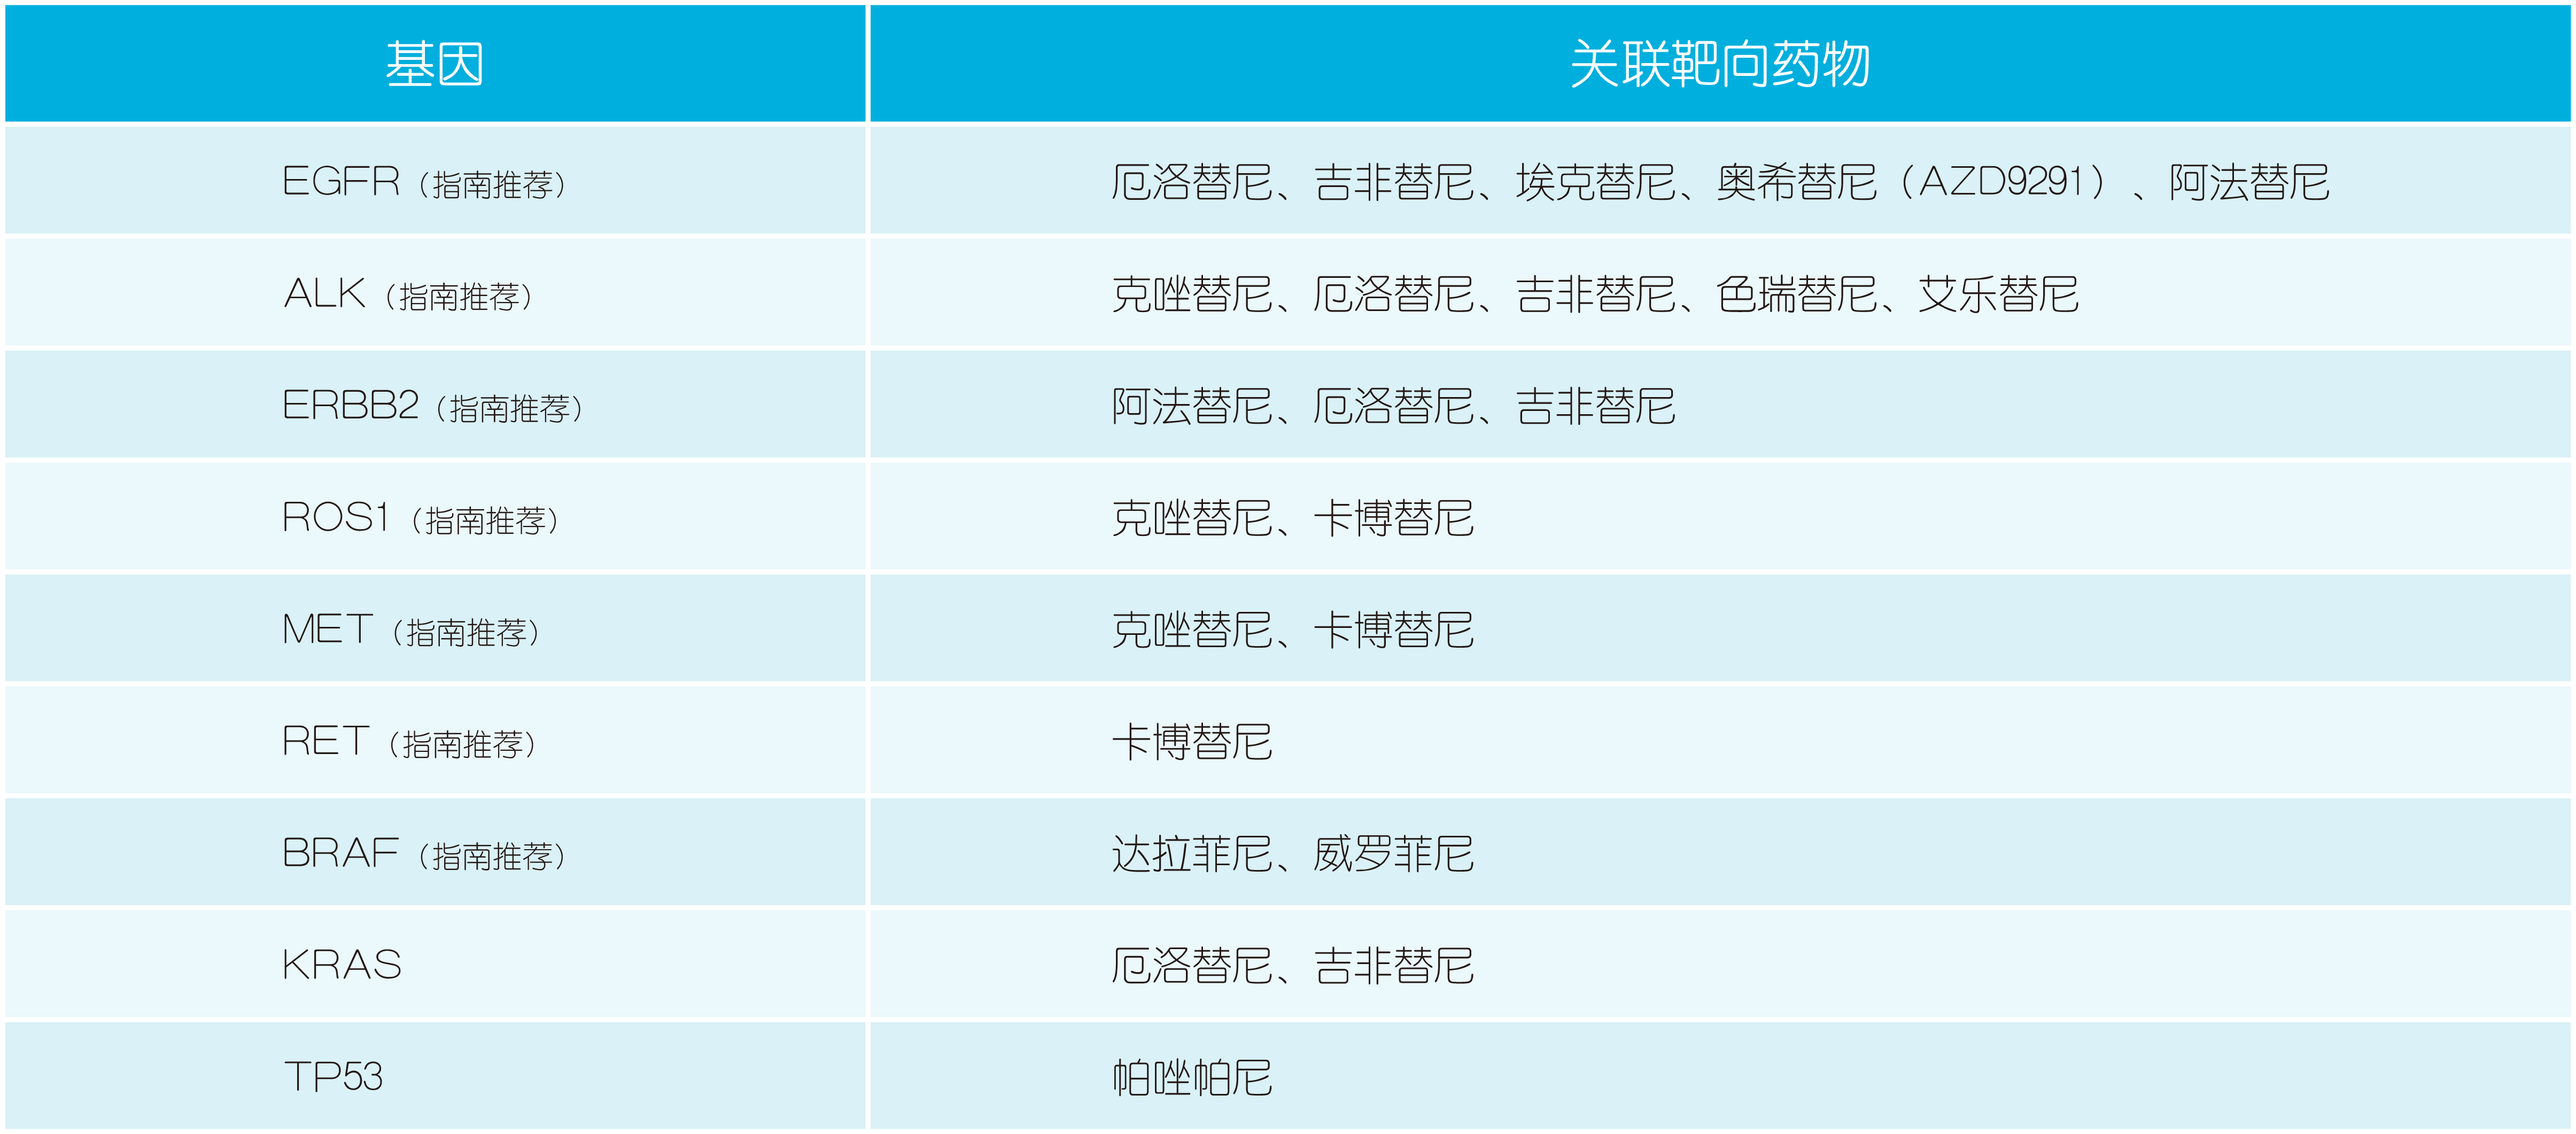 基因 关联靶向药物
EGFR（指南推荐） 厄洛替尼、吉非替尼、埃克替尼、奥希替尼（AZD9291）、阿法替尼
ALK（指南推荐） 克唑替尼、厄洛替尼、吉非替尼、色瑞替尼、艾乐替尼
ERBB2（指南推荐） 阿法替尼、厄洛替尼、吉非替尼
ROS1（指南推荐） 克唑替尼、卡博替尼
MET（指南推荐） 克唑替尼、卡博替尼
RET（指南推荐） 卡博替尼
BRAF（指南推荐） 达拉菲尼、威罗菲尼
KRAS 厄洛替尼、吉非替尼
TP53 帕唑帕尼